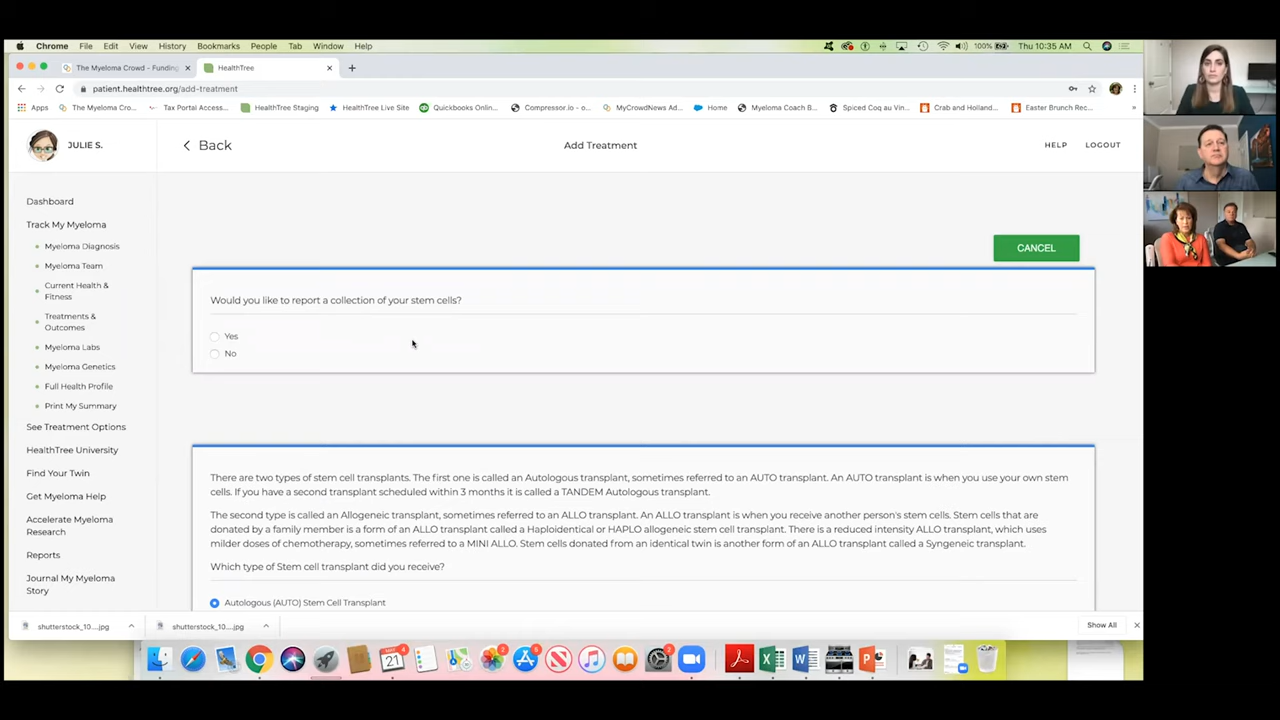 Chrome File Edit View History Bookmarks People Tab Window Help 100% Thu 10:35 AM
The Myeloma Crowd - Funding × HealthTree × +
patient.healthtree.org/add-treatment
Apps The Myeloma Cro... Tax Portal Access... HealthTree Staging HealthTree Live Site Quickbooks Onlin... Compressor.io - o... MyCrowdNews Ad... Home Myeloma Coach B... Spiced Coq au Vin... Crab and Holland... Easter Brunch Rec... »
JULIE S.
Back
Add Treatment
HELP LOGOUT
Dashboard
Track My Myeloma
Myeloma Diagnosis
Myeloma Team
Current Health &
Fitness
Treatments &
Outcomes
Myeloma Labs
Myeloma Genetics
Full Health Profile
Print My Summary
See Treatment Options
HealthTree University
Find Your Twin
Get Myeloma Help
Accelerate Myeloma
Research
Reports
Journal My Myeloma
Story
CANCEL
Would you like to report a collection of your stem cells?
Yes
No
There are two types of stem cell transplants. The first one is called an Autologous transplant, sometimes referred to an AUTO transplant. An AUTO transplant is when you use your own stem
cells. If you have a second transplant scheduled within 3 months it is called a TANDEM Autologous transplant.
The second type is called an Allogeneic transplant, sometimes referred to an ALLO transplant. An ALLO transplant is when you receive another person's stem cells. Stem cells that are
donated by a family member is a form of an ALLO transplant called a Haploidentical or HAPLO allogeneic stem cell transplant. There is a reduced intensity ALLO transplant, which uses
milder doses of chemotherapy, sometimes referred to a MINI ALLO. Stem cells donated from an identical twin is another form of an ALLO transplant called a Syngeneic transplant.
Which type of Stem cell transplant did you receive?
Autologous (AUTO) Stem Cell Transplant
shutterstock_10....jpg shutterstock_10....jpg Show All ×
21